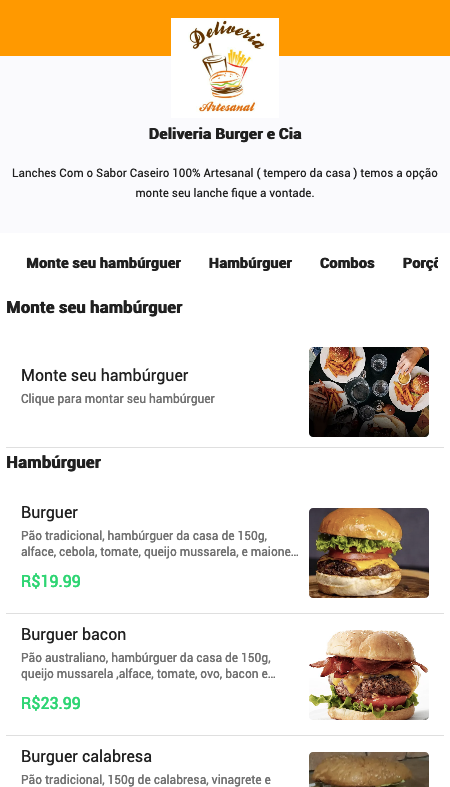 Deliveria
Artesanal
Deliveria Burger e Cia
Lanches Com o Sabor Caseiro 100% Artesanal ( tempero da casa ) temos a opção
monte seu lanche fique a vontade.
Monte seu hambúrguer Hambúrguer Combos Porçõ
Monte seu hambúrguer
Monte seu hambúrguer
Clique para montar seu hambúrguer
Hambúrguer
Burguer
Pão tradicional, hambúrguer da casa de 150g,
alface, cebola, tomate, queijo mussarela, e maione...
R$19.99
Burguer bacon
Pão australiano, hambúrguer da casa de 150g,
queijo mussarela ,alface, tomate, ovo, bacon e...
R$23.99
Burguer calabresa
Pão tradicional, 150g de calabresa, vinagrete e